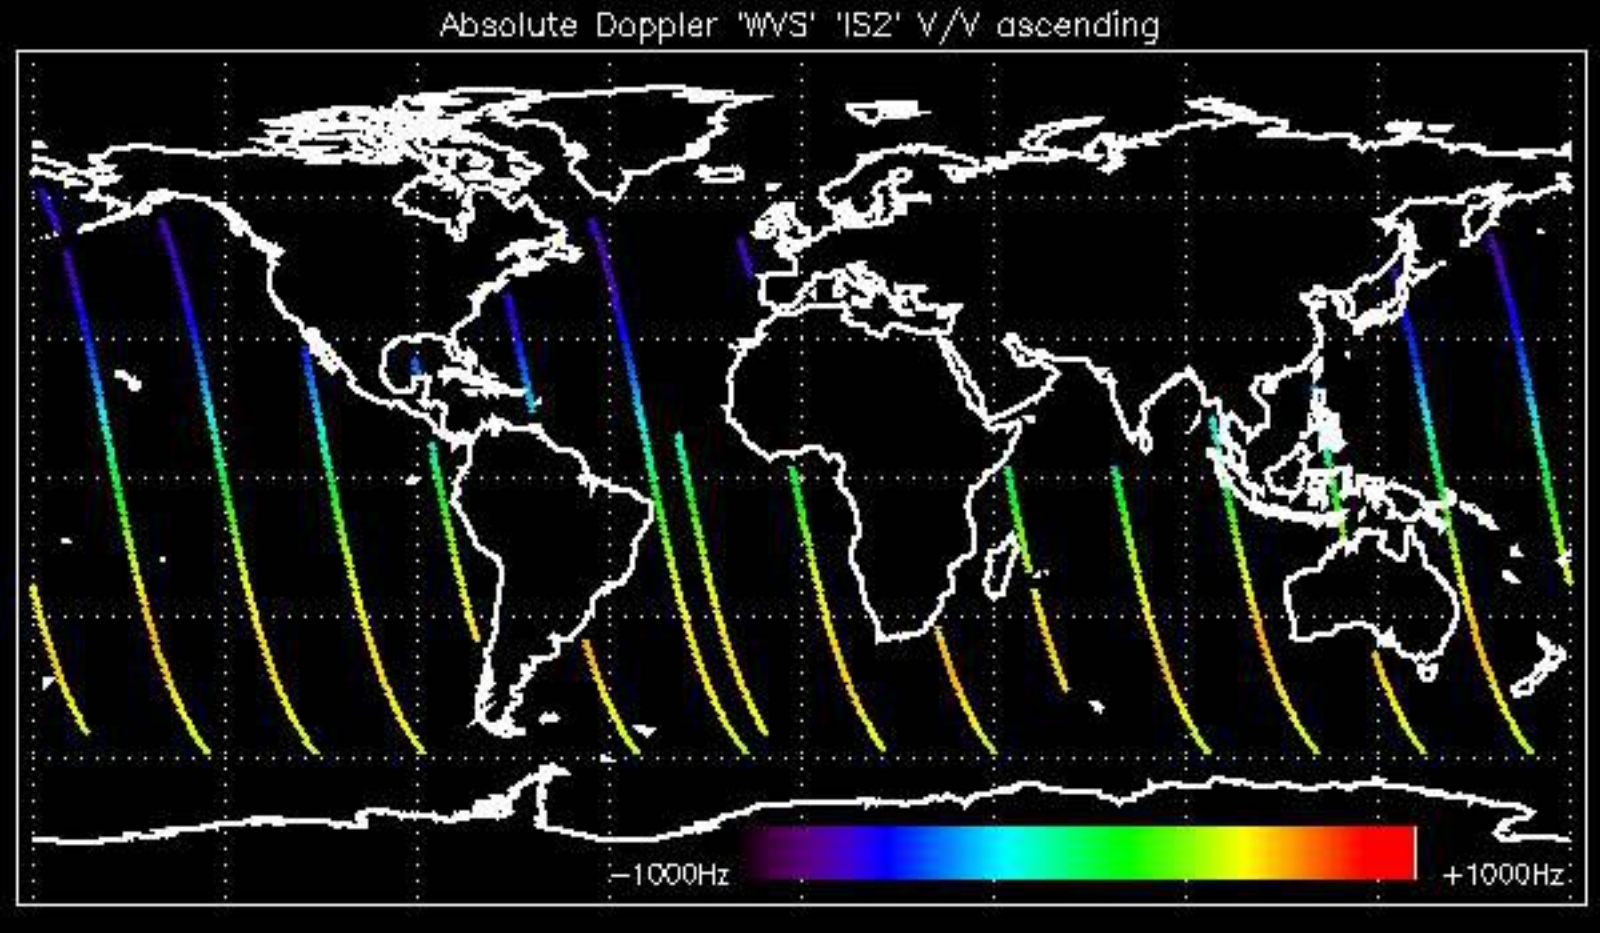 Absolute Doppler 'WVS' 'IS2' V/V ascending
−1000Hz
+1000Hz